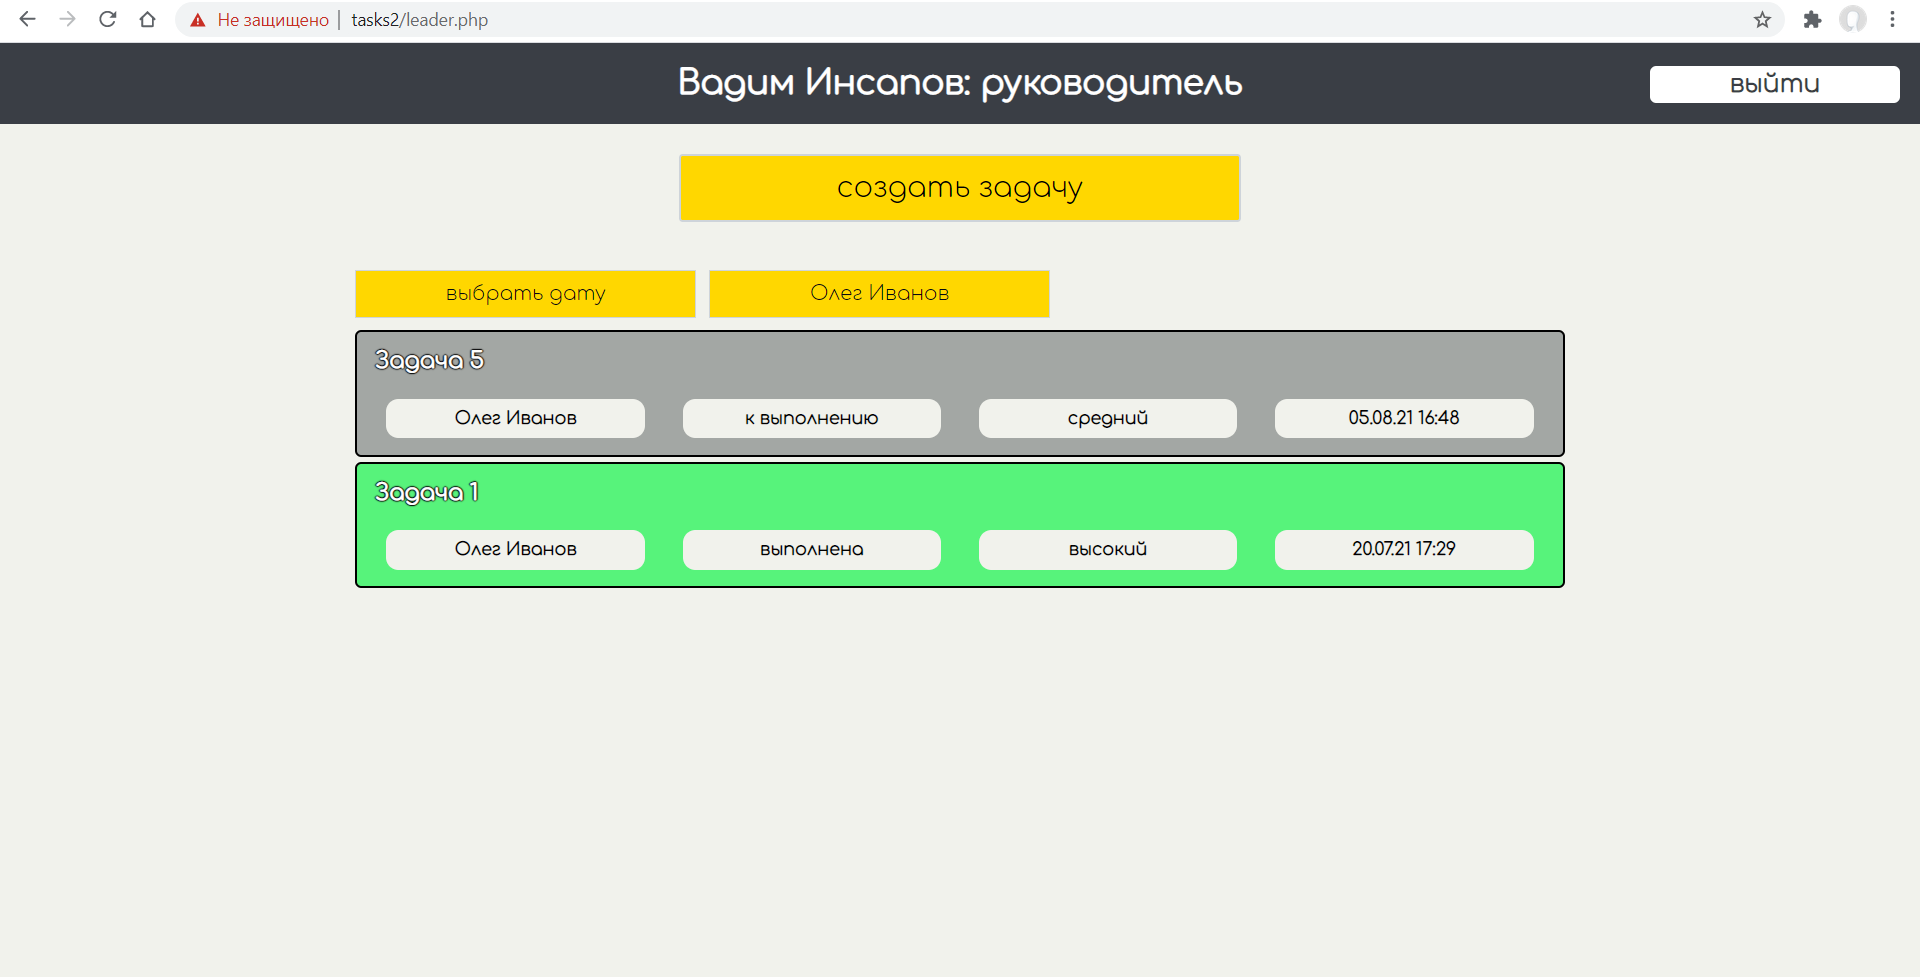 Не защищено | tasks2/leader.php
Вадим Инсапов: руководитель
выйти
создать задачу
выбрать дату
Олег Иванов
Задача 5
Олег Иванов
к выполнению
средний
05.08.21 16:48
Задача 1
Олег Иванов
выполнена
высокий
20.07.21 17:29